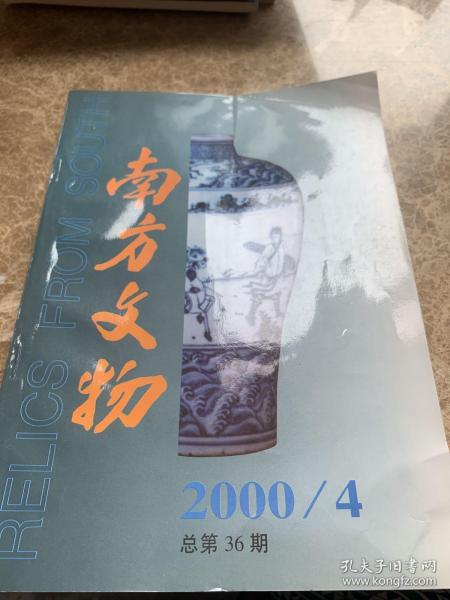 RELICS FROM SOUTH
南方文物
2000/4
总第36期
孔夫子旧书网
www.kongfz.com